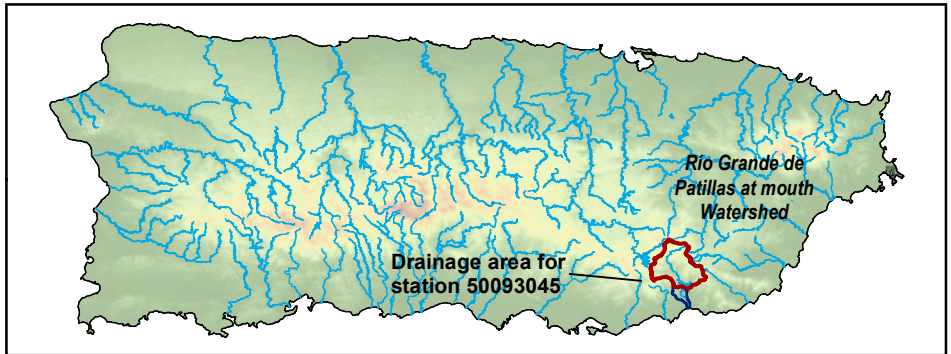 Río Grande de
Patillas at mouth
Watershed
Drainage area for
station 50093045